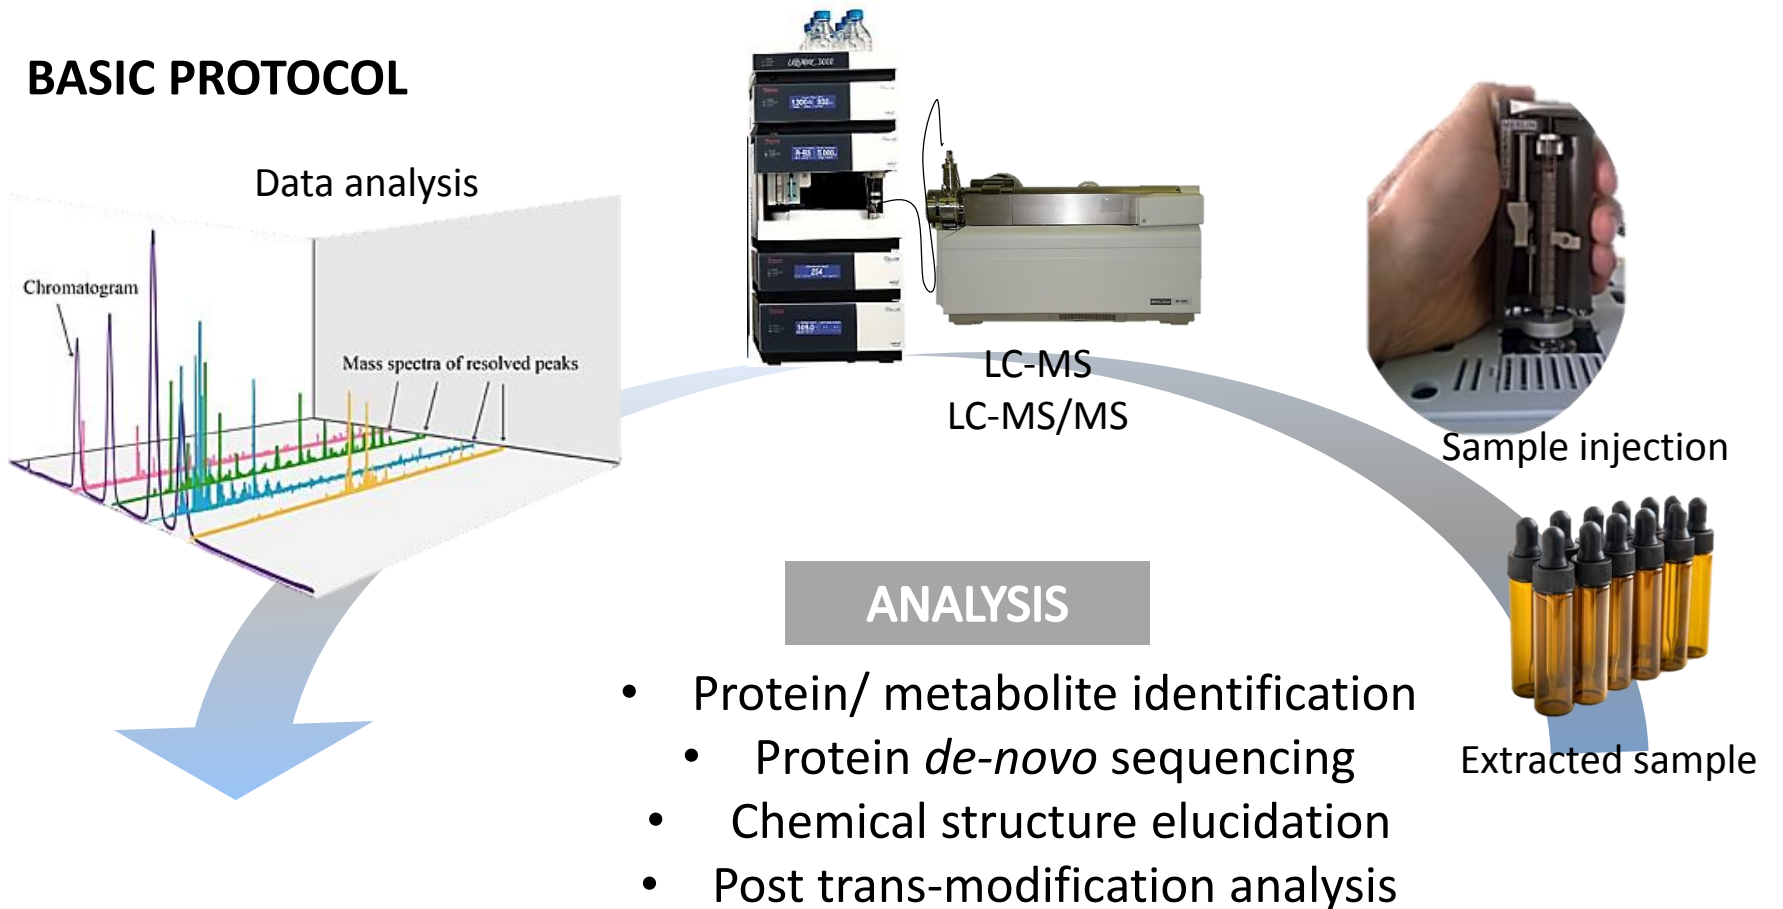 BASIC PROTOCOL
Data analysis
Chromatogram
Mass spectra of resolved peaks
LC-MS
LC-MS/MS
MERLIN
Sample injection
Extracted sample
ANALYSIS
• Protein/ metabolite identification
• Protein de-novo sequencing
• Chemical structure elucidation
• Post trans-modification analysis